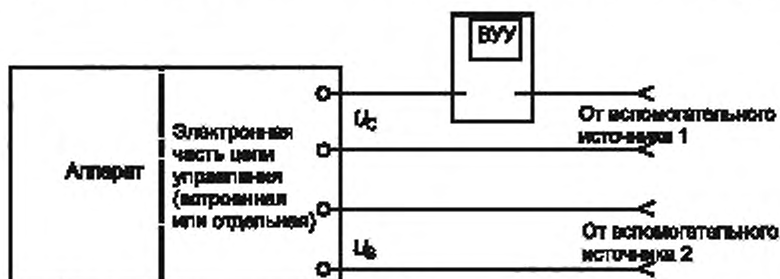 ВУУ
Uc
От вспомогательного
источника 1
Аппарат
Электронная
часть цепи
управления
(встроенная
или отдельная)
Us
От вспомогательного
источника 2